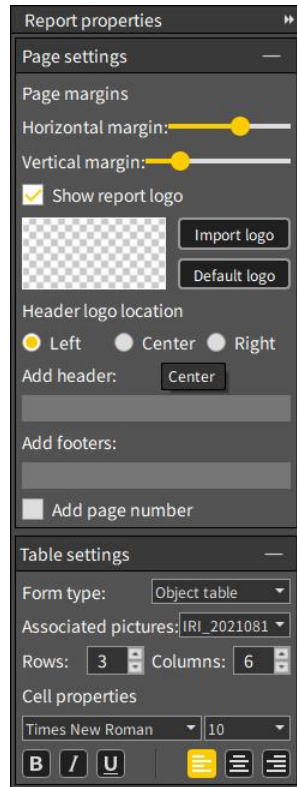 Report properties
Page settings
Page margins
Horizontal margin:
Vertical margin:
Show report logo
Import logo
Default logo
Header logo location
Left Center Right
Add header: Center
Add footers:
Add page number
Table settings
Form type: Object table
Associated pictures: IRI_2021081
Rows: 3 Columns: 6
Cell properties
Times New Roman 10
B I U